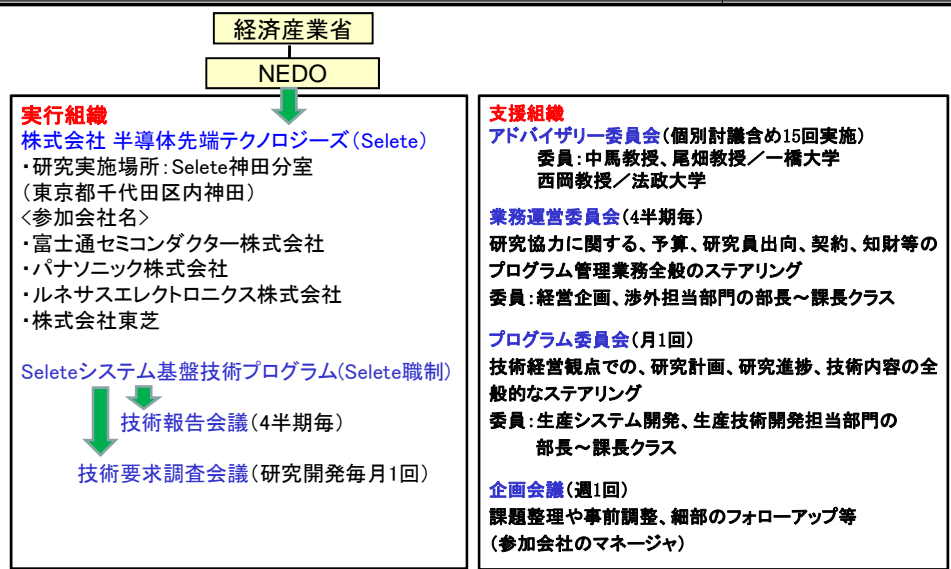 経済産業省
NEDO
実行組織
株式会社 半導体先端テクノロジーズ(Selete)
・研究実施場所:Selete神田分室
(東京都千代田区内神田)
<参加会社名>
・富士通セミコンダクター株式会社
・パナソニック株式会社
・ルネサスエレクトロニクス株式会社
・株式会社東芝
Seleteシステム基盤技術プログラム(Selete職制)
技術報告会議(4半期毎)
技術要求調査会議(研究開発毎月1回)
支援組織
アドバイザリー委員会(個別討議含め15回実施)
委員:中馬教授、尾畑教授/一橋大学
西岡教授/法政大学
業務運営委員会(4半期毎)
研究協力に関する、予算、研究員出向、契約、知財等の
プログラム管理業務全般のステアリング
委員:経営企画、渉外担当部門の部長~課長クラス
プログラム委員会(月1回)
技術経営観点での、研究計画、研究進捗、技術内容の全
般的なステアリング
委員:生産システム開発、生産技術開発担当部門の
部長~課長クラス
企画会議(週1回)
課題整理や事前調整、細部のフォローアップ等
(参加会社のマネージャ)